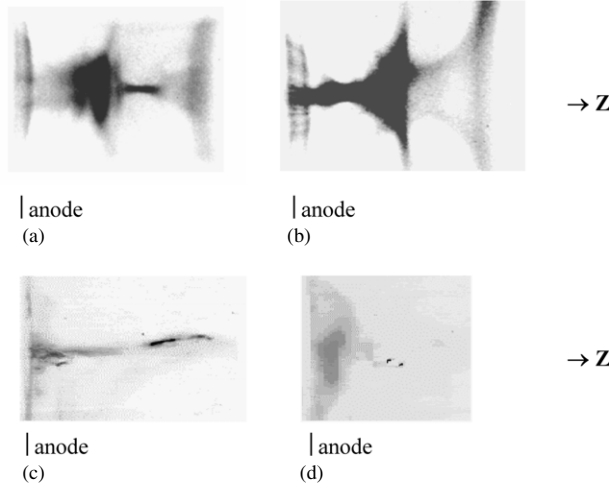 → Z
| anode
| anode
(a)
(b)
→ Z
| anode
| anode
(c)
(d)